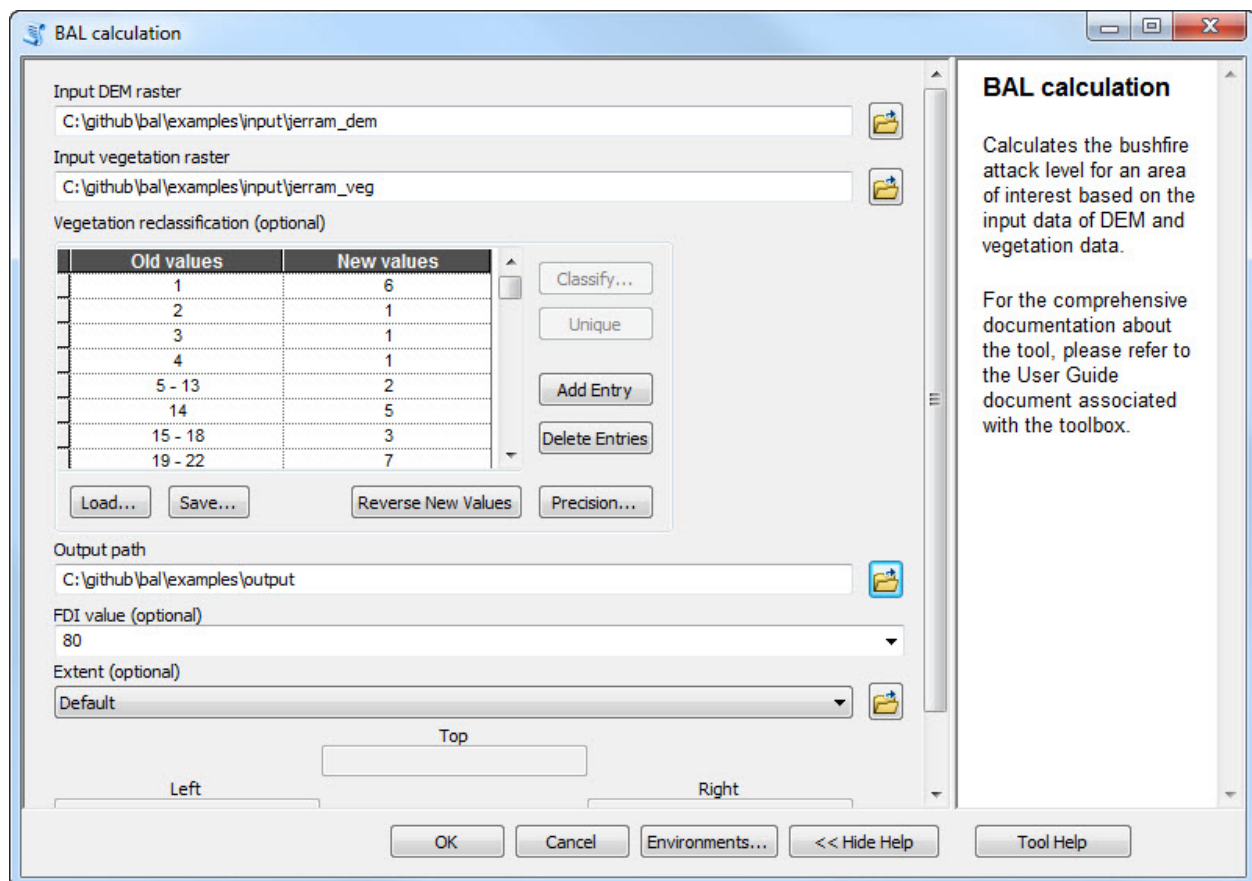 BAL calculation
Input DEM raster
C:\github\bal\examples\input\jerram_dem
Input vegetation raster
C:\github\bal\examples\input\jerram_veg
Vegetation reclassification (optional)
Old values New values
1 6
2 1
3 1
4 1
5 - 13 2
14 5
15 - 18 3
19 - 22 7
Classify...
Unique
Add Entry
Delete Entries
Load... Save... Reverse New Values Precision...
Output path
C:\github\bal\examples\output
FDI value (optional)
80
Extent (optional)
Default
Top
Left Right
OK Cancel Environments... << Hide Help Tool Help
BAL calculation
Calculates the bushfire
attack level for an area
of interest based on the
input data of DEM and
vegetation data.
For the comprehensive
documentation about
the tool, please refer to
the User Guide
document associated
with the toolbox.